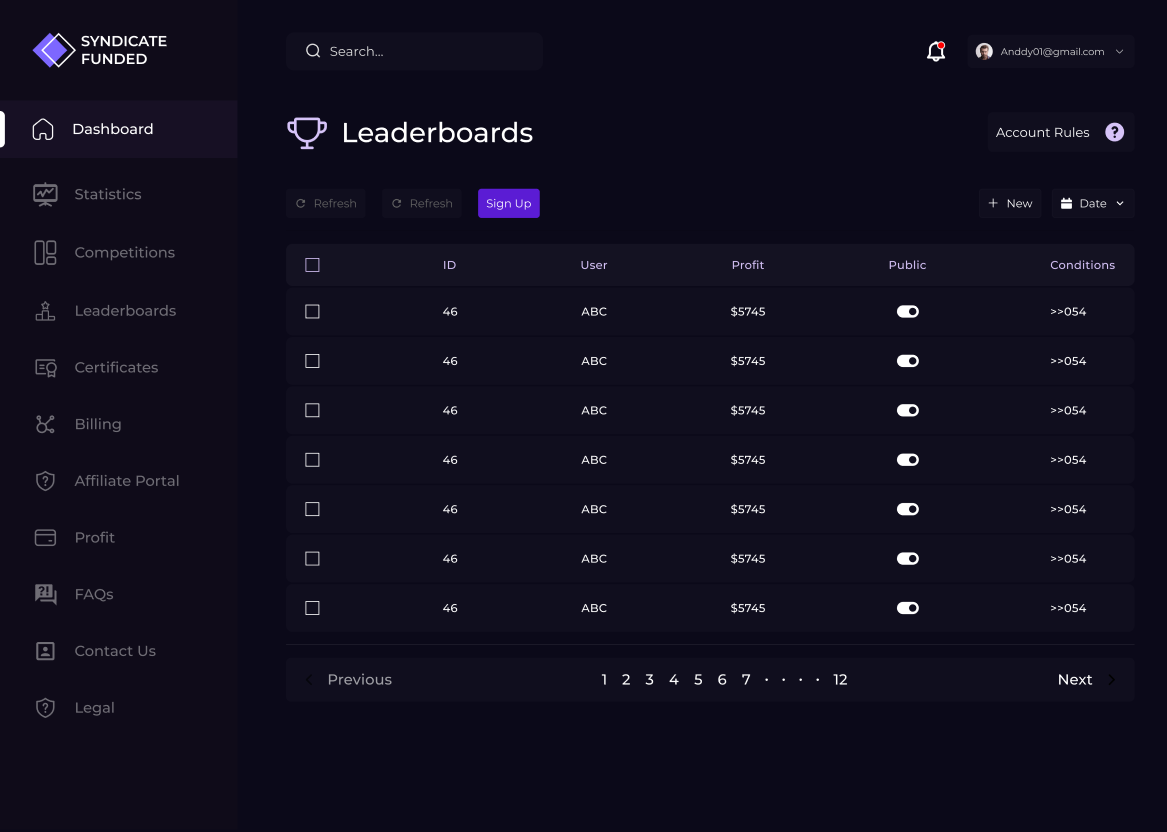 SYNDICATE
FUNDED
Search...
Anddy01@gmail.com
Dashboard
Statistics
Competitions
Leaderboards
Certificates
Billing
Affiliate Portal
Profit
FAQs
Contact Us
Legal
Leaderboards
Account Rules ?
Refresh Refresh Sign Up + New Date
ID User Profit Public Conditions
46 ABC $5745 >>054
46 ABC $5745 >>054
46 ABC $5745 >>054
46 ABC $5745 >>054
46 ABC $5745 >>054
46 ABC $5745 >>054
46 ABC $5745 >>054
Previous 1 2 3 4 5 6 7 · · · · 12 Next